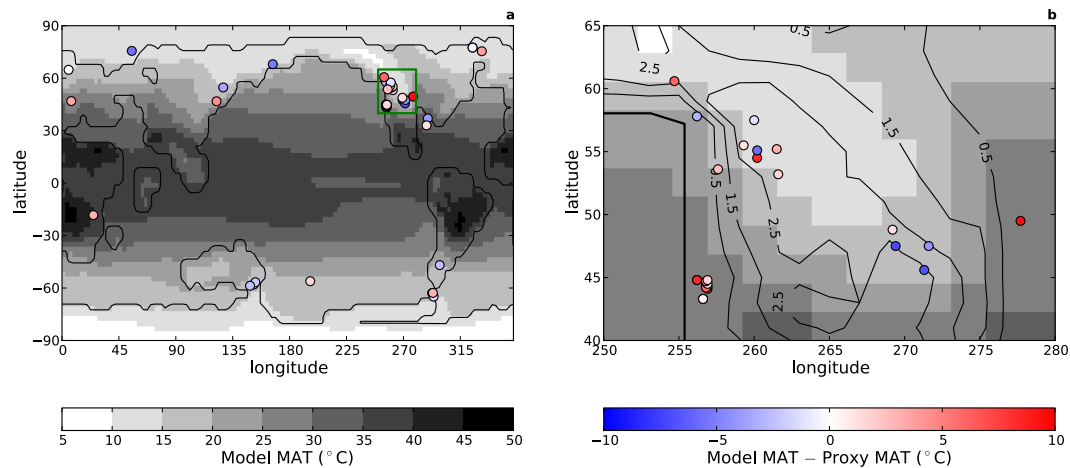 a
90
60
30
0
−30
−60
−90
latitude
0 45 90 135 180 225 270 315
longitude
5 10 15 20 25 30 35 40 45 50
Model MAT (°C)
b
65
60
55
50
45
40
latitude
0.5
2.5
1.5
0.5
0.5
1.5
2.5
2.5
250 255 260 265 270 275 280
longitude
−10 −5 0 5 10
Model MAT − Proxy MAT (°C)